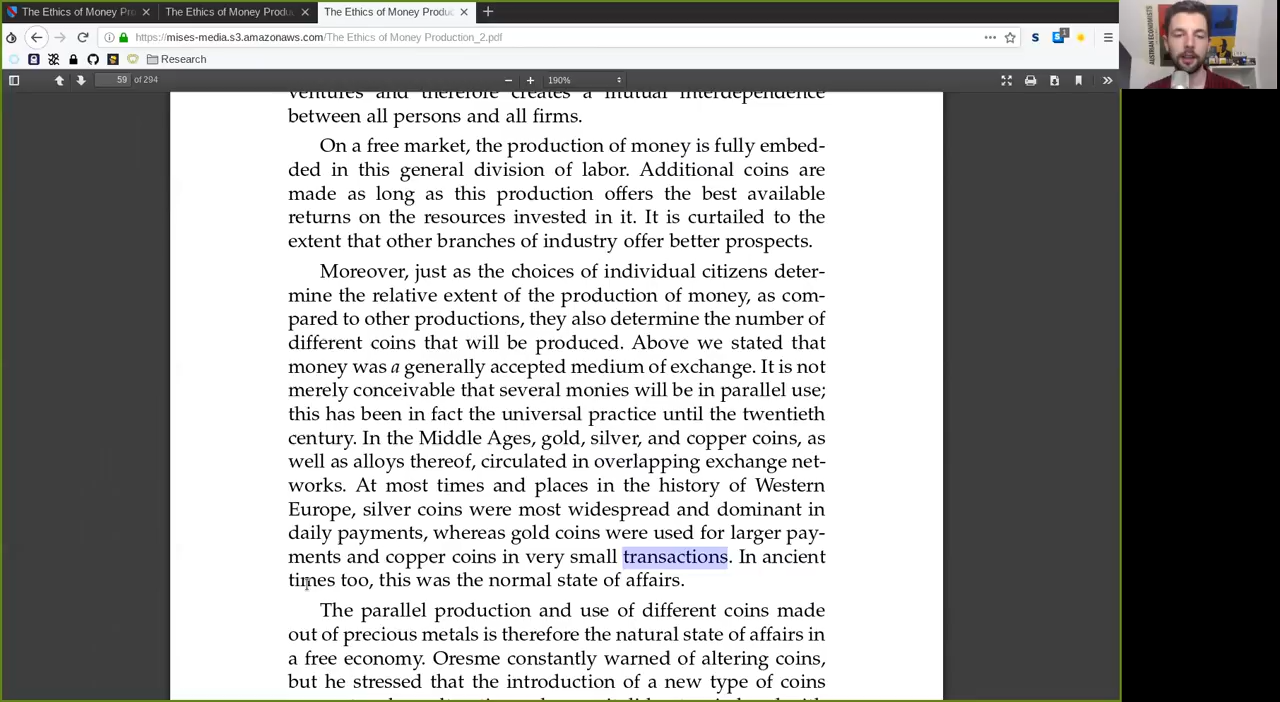 The Ethics of Money Pro
The Ethics of Money Produ
The Ethics of Money Produc
https://mises-media.s3.amazonaws.com/The Ethics of Money Production_2.pdf
Research
59 of 294
190%
ventures and therefore creates a mutual interdependence
between all persons and all firms.
On a free market, the production of money is fully embed-
ded in this general division of labor. Additional coins are
made as long as this production offers the best available
returns on the resources invested in it. It is curtailed to the
extent that other branches of industry offer better prospects.
Moreover, just as the choices of individual citizens deter-
mine the relative extent of the production of money, as com-
pared to other productions, they also determine the number of
different coins that will be produced. Above we stated that
money was a generally accepted medium of exchange. It is not
merely conceivable that several monies will be in parallel use;
this has been in fact the universal practice until the twentieth
century. In the Middle Ages, gold, silver, and copper coins, as
well as alloys thereof, circulated in overlapping exchange net-
works. At most times and places in the history of Western
Europe, silver coins were most widespread and dominant in
daily payments, whereas gold coins were used for larger pay-
ments and copper coins in very small transactions. In ancient
times too, this was the normal state of affairs.
The parallel production and use of different coins made
out of precious metals is therefore the natural state of affairs in
a free economy. Oresme constantly warned of altering coins,
but he stressed that the introduction of a new type of coins
AUSTRIAN ECONOMISTS